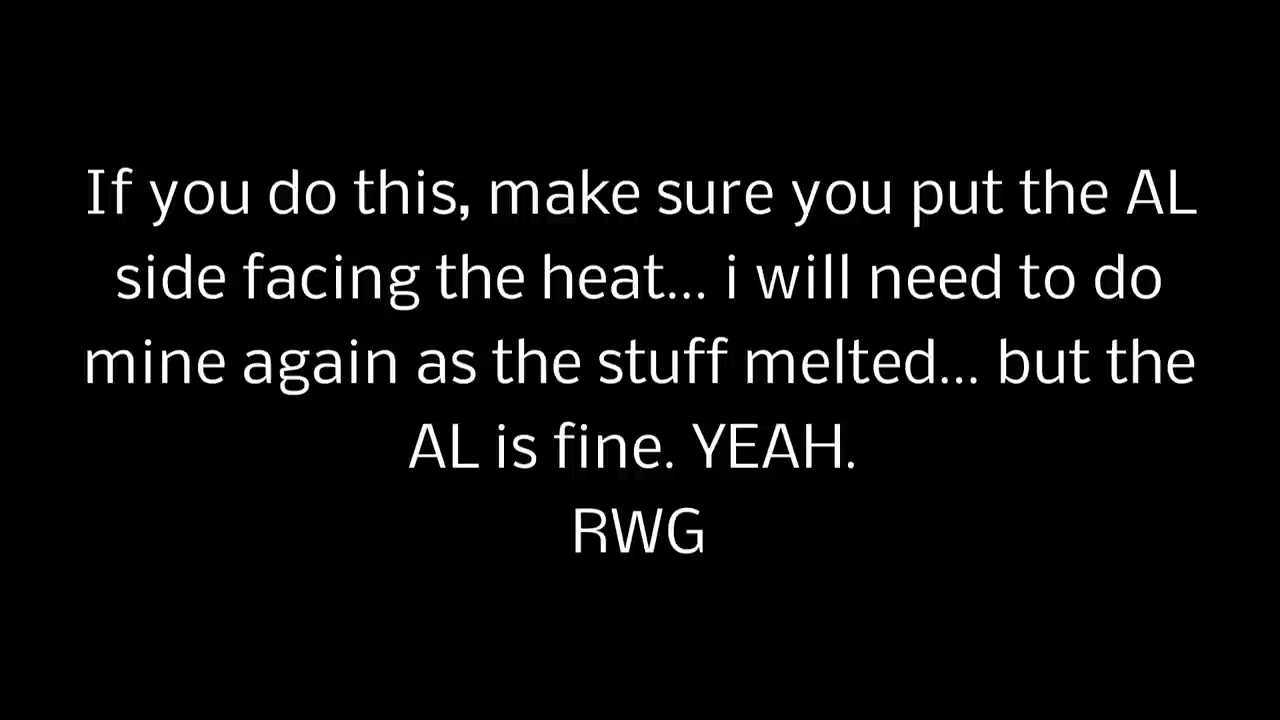 If you do this, make sure you put the AL
side facing the heat... i will need to do
mine again as the stuff melted... but the
AL is fine. YEAH.
RWG